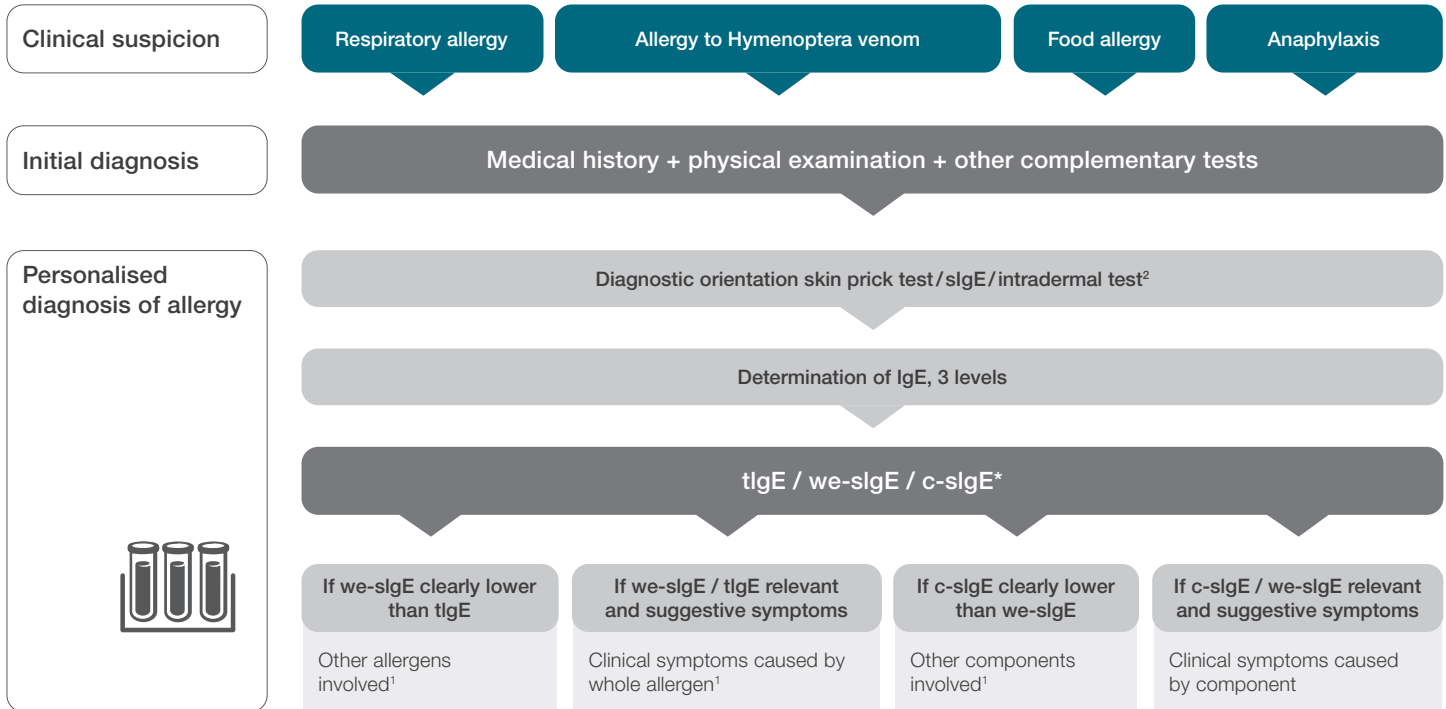 Clinical suspicion
Respiratory allergy
Allergy to Hymenoptera venom
Food allergy
Anaphylaxis
Initial diagnosis
Medical history + physical examination + other complementary tests
Personalised
diagnosis of allergy
Diagnostic orientation skin prick test/sIgE/intradermal test²
Determination of IgE, 3 levels
tIgE / we-sIgE / c-sIgE*
If we-sIgE clearly lower
than tIgE
Other allergens
involved¹
If we-sIgE / tIgE relevant
and suggestive symptoms
Clinical symptoms caused by
whole allergen¹
If c-sIgE clearly lower
than we-sIgE
Other components
involved¹
If c-sIgE / we-sIgE relevant
and suggestive symptoms
Clinical symptoms caused
by component